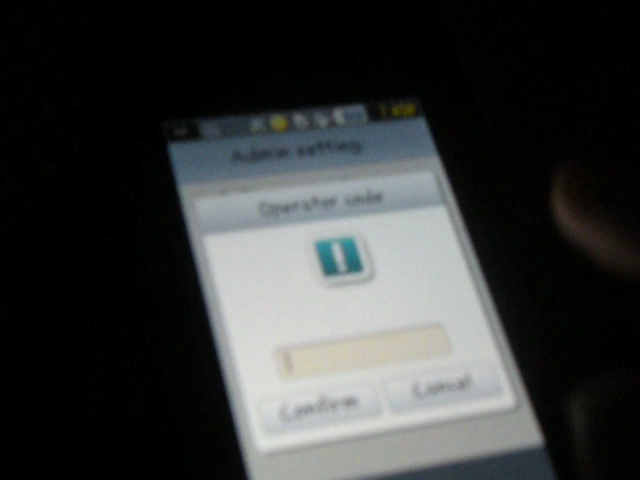 Admin setting
Operator code
Confirm
Cancel